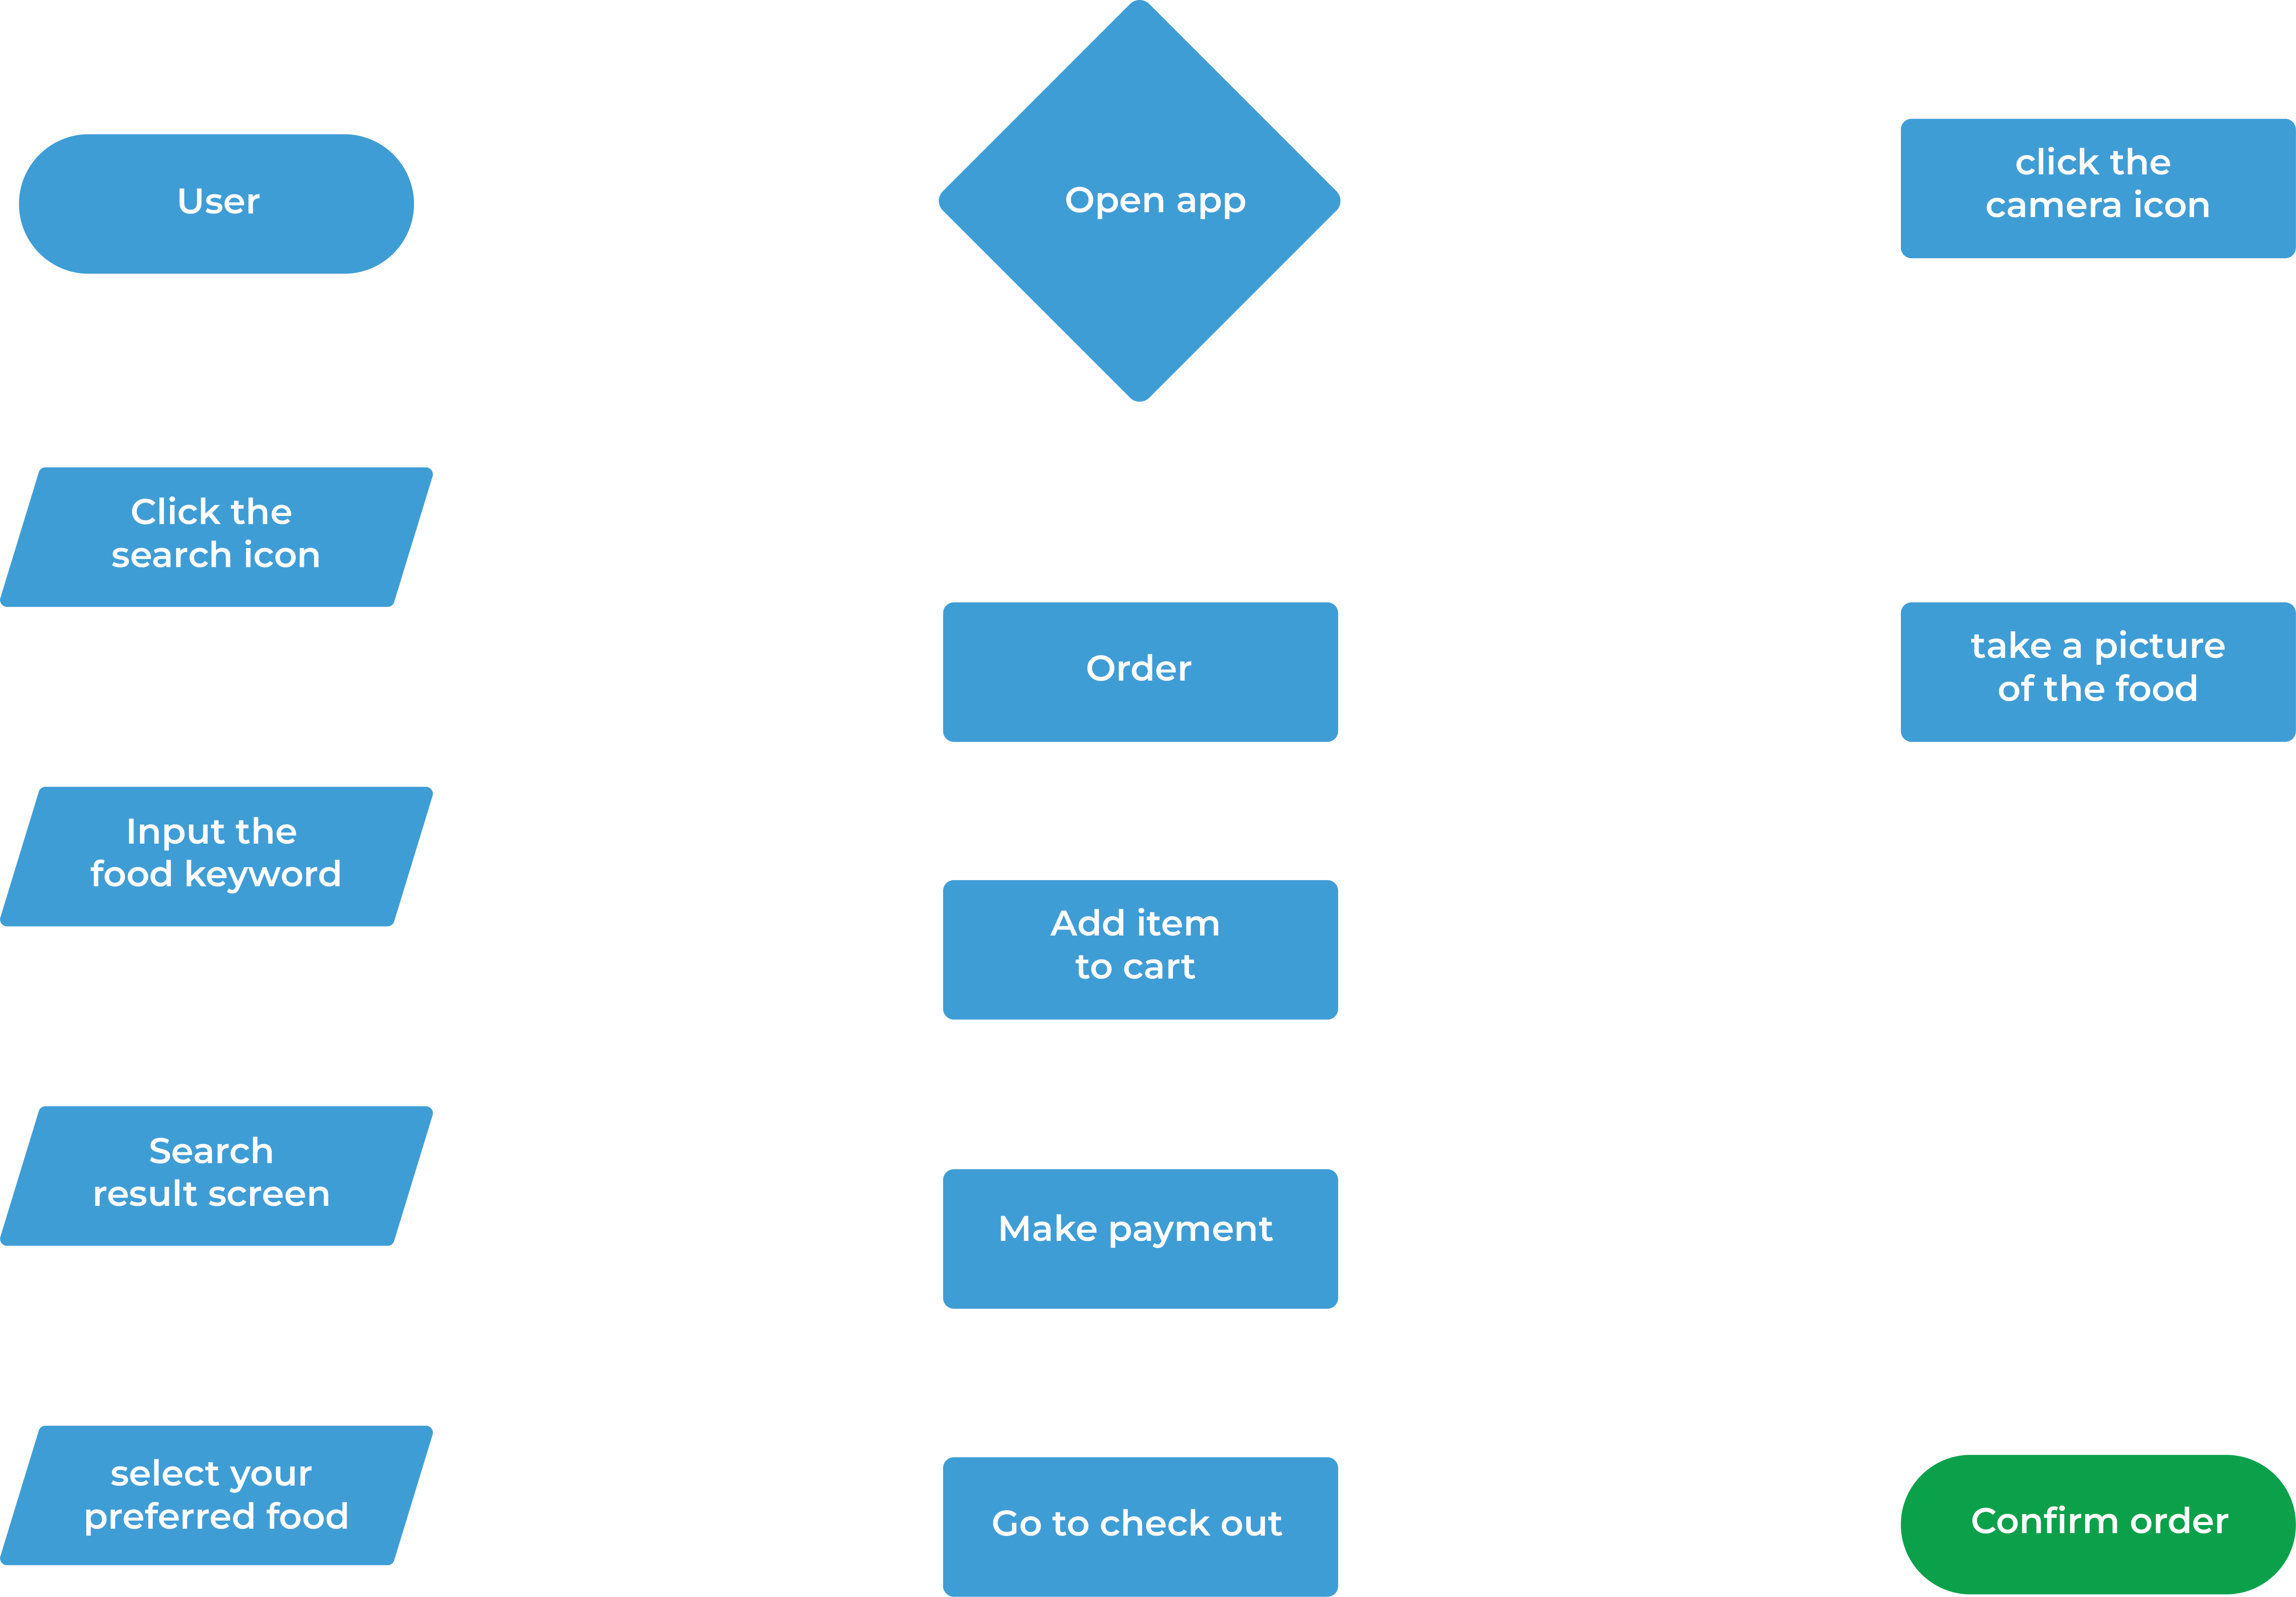 User
Open app
click the
camera icon
Click the
search icon
Order
take a picture
of the food
Input the
food keyword
Add item
to cart
Search
result screen
Make payment
select your
preferred food
Go to check out
Confirm order